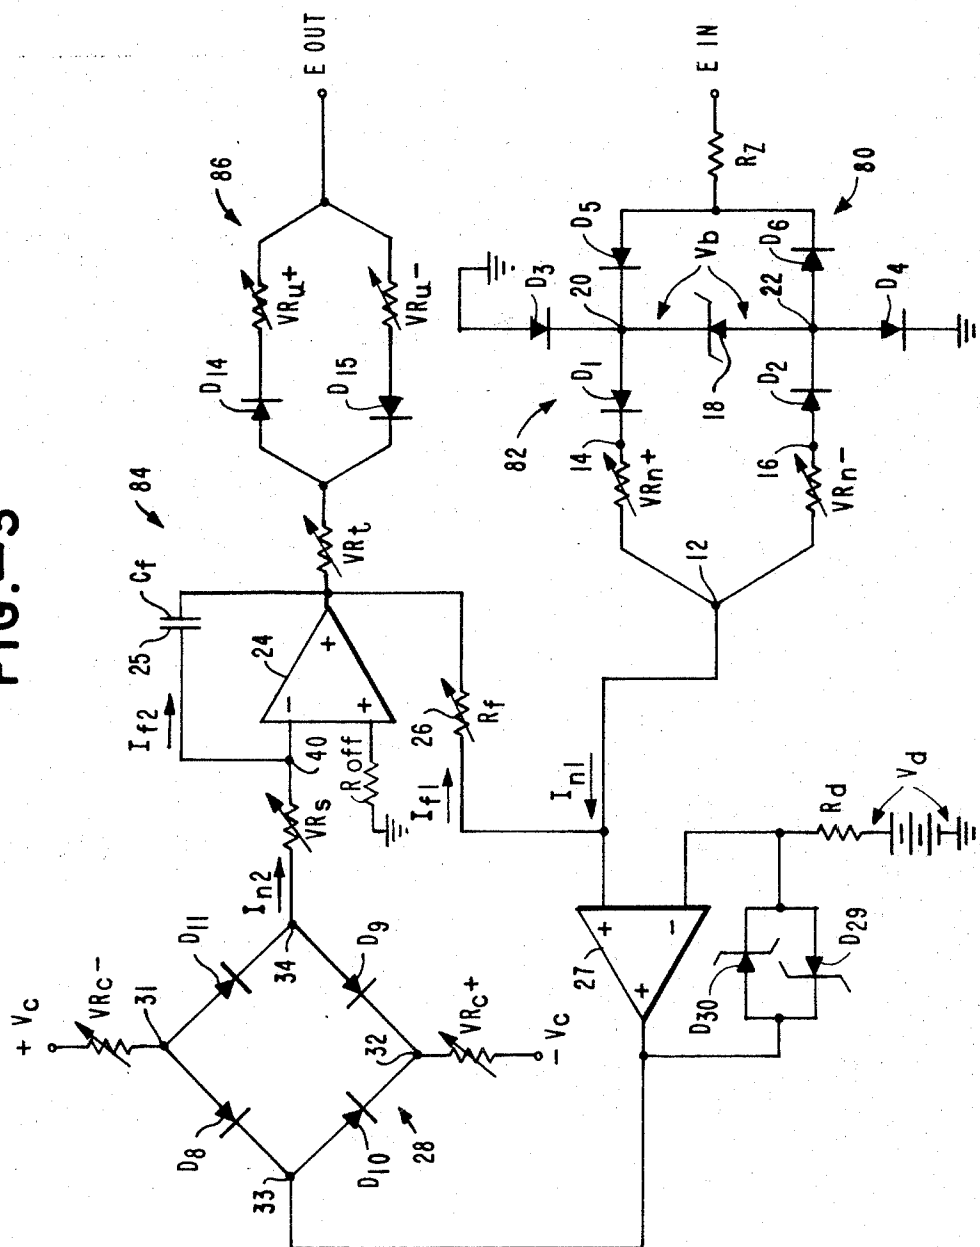 FIG.-3
E OUT
86
VRu+
VRu-
D14
D15
84
Cf
25
If2
24
-
+
+
40
R off
VRt
VRs
In2
34
26
Rf
If1
+ Vc
VRc-
31
D11
D8
D9
33
D10
28
32
VRc+
- Vc
E IN
RZ
80
D5
D3
20
Vb
D6
22
D4
D1
82
14
VRn+
18
D2
16
VRn-
12
In1
27
+
-
+
Rd
Vd
D30
D29